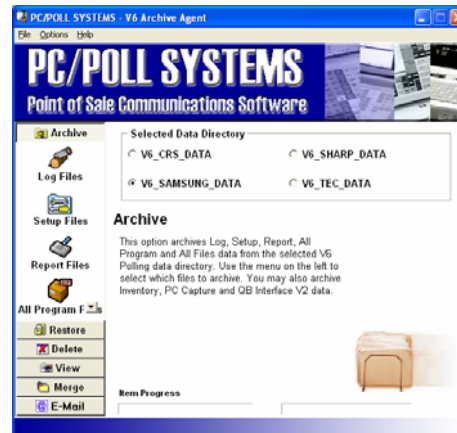 PC/POLL SYSTEMS - V6 Archive Agent
File Options Help
PC/POLL SYSTEMS
Point of Sale Communications Software
Archive
Log Files
Setup Files
Report Files
All Program F s
Restore
Delete
View
Merge
E-Mail
Selected Data Directory
V6_CRS_DATA V6_SHARP_DATA
V6_SAMSUNG_DATA V6_TEC_DATA
Archive
This option archives Log, Setup, Report, All
Program and All Files data from the selected V6
Polling data directory. Use the menu on the left to
select which files to archive. You may also archive
Inventory, PC Capture and QB Interface V2 data.
Item Progress